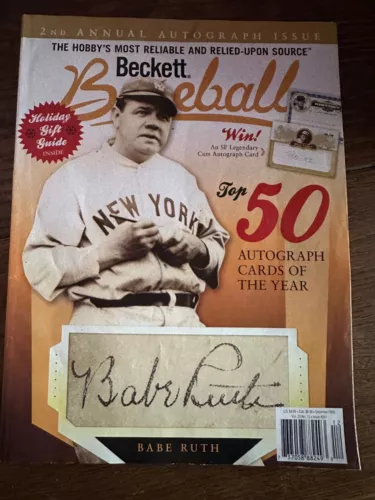 2ND ANNUAL AUTOGRAPH ISSUE
THE HOBBY'S MOST RELIABLE AND RELIED-UPON SOURCE™
Beckett®
Baseball
Holiday
Gift
Guide
INSIDE
Win!
An SP Legendary
Cuts Autograph Card
NEW YORK
Top
50
AUTOGRAPH
CARDS OF
THE YEAR
Babe Ruth
BABE RUTH